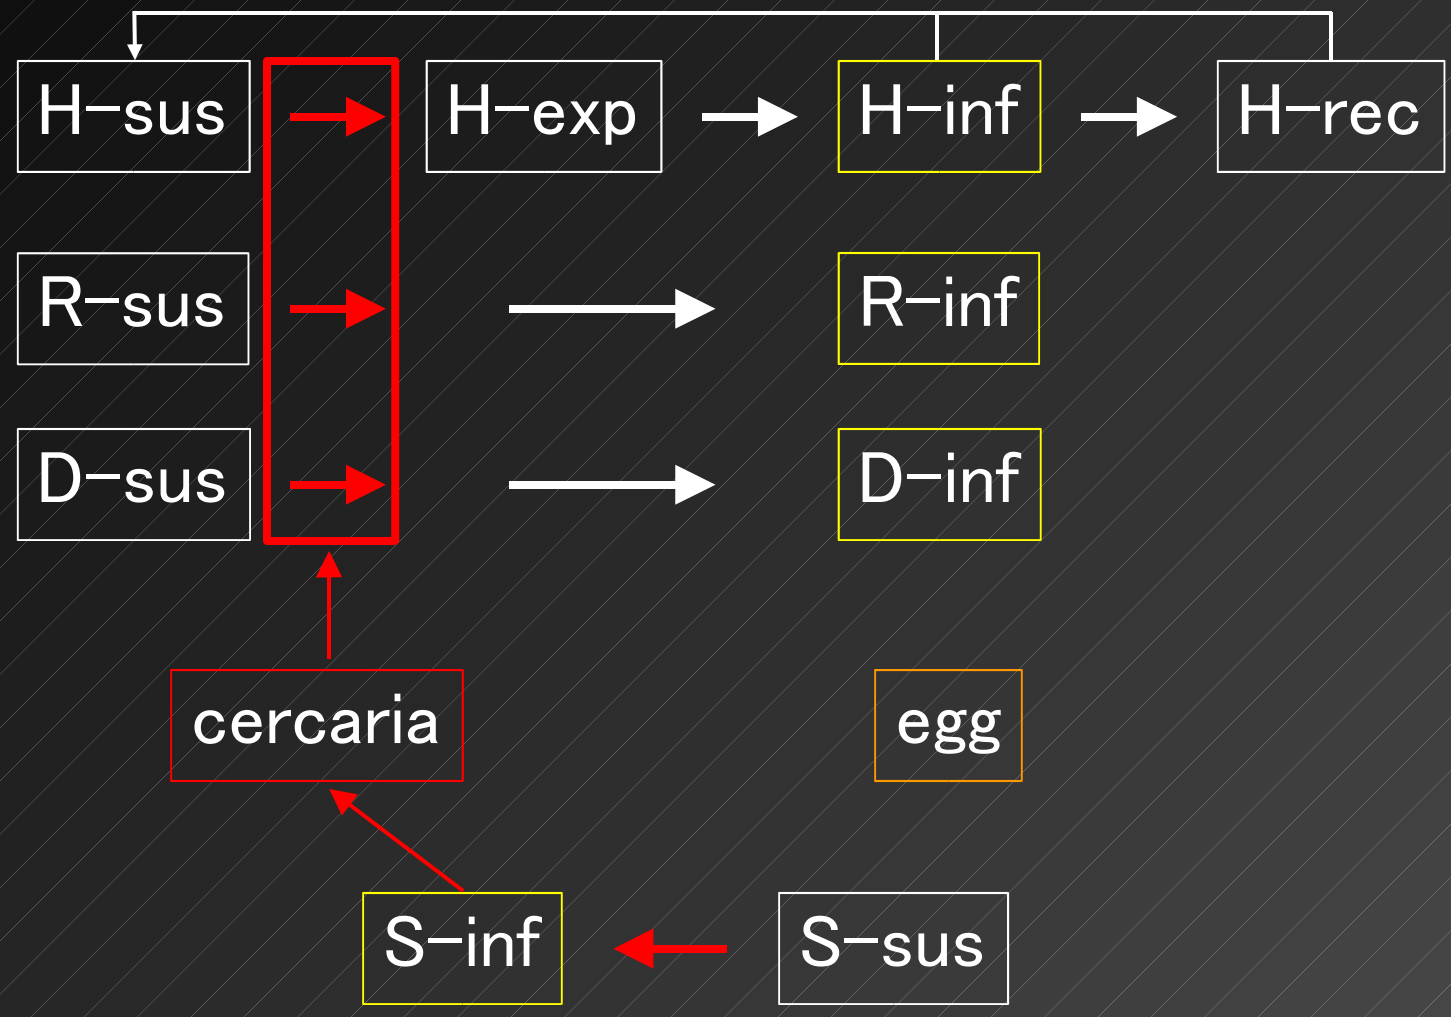 H-sus
H-exp
H-inf
H-rec
R-sus
R-inf
D-sus
D-inf
cercaria
egg
S-inf
S-sus